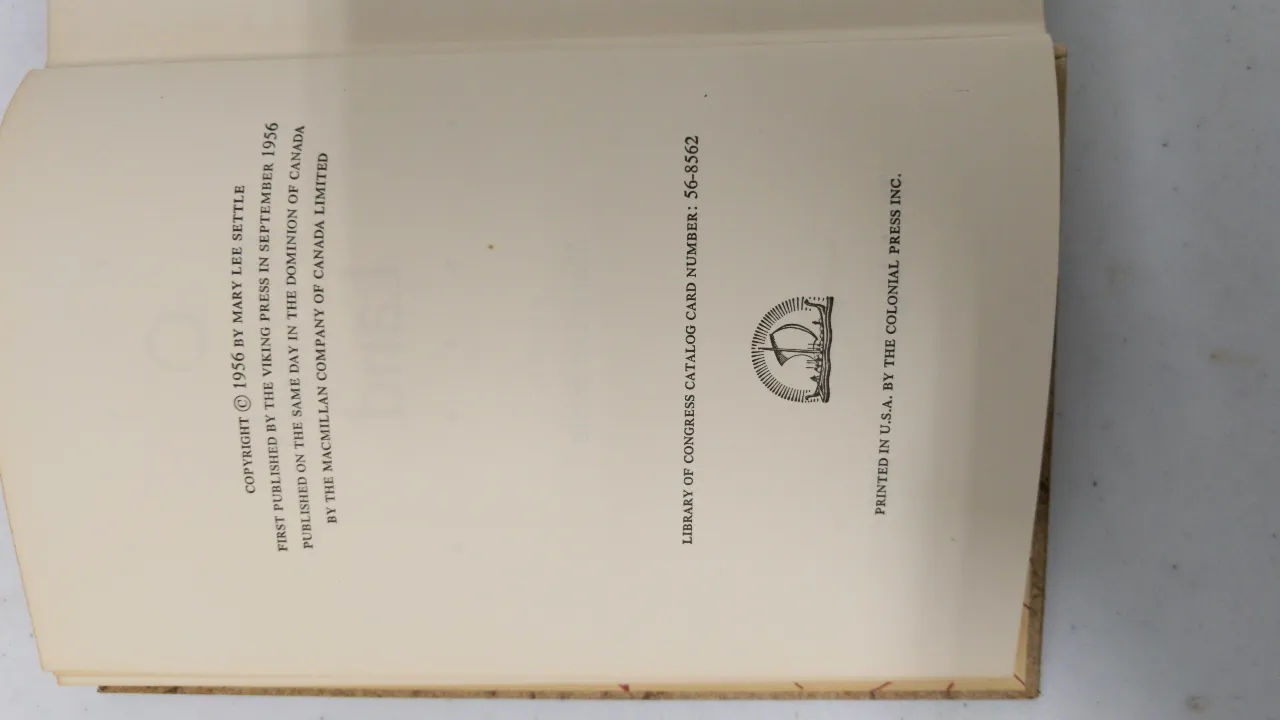 COPYRIGHT © 1956 BY MARY LEE SETTLE
FIRST PUBLISHED BY THE VIKING PRESS IN SEPTEMBER 1956
PUBLISHED ON THE SAME DAY IN THE DOMINION OF CANADA
BY THE MACMILLAN COMPANY OF CANADA LIMITED
LIBRARY OF CONGRESS CATALOG CARD NUMBER: 56-8562
PRINTED IN U.S.A. BY THE COLONIAL PRESS INC.